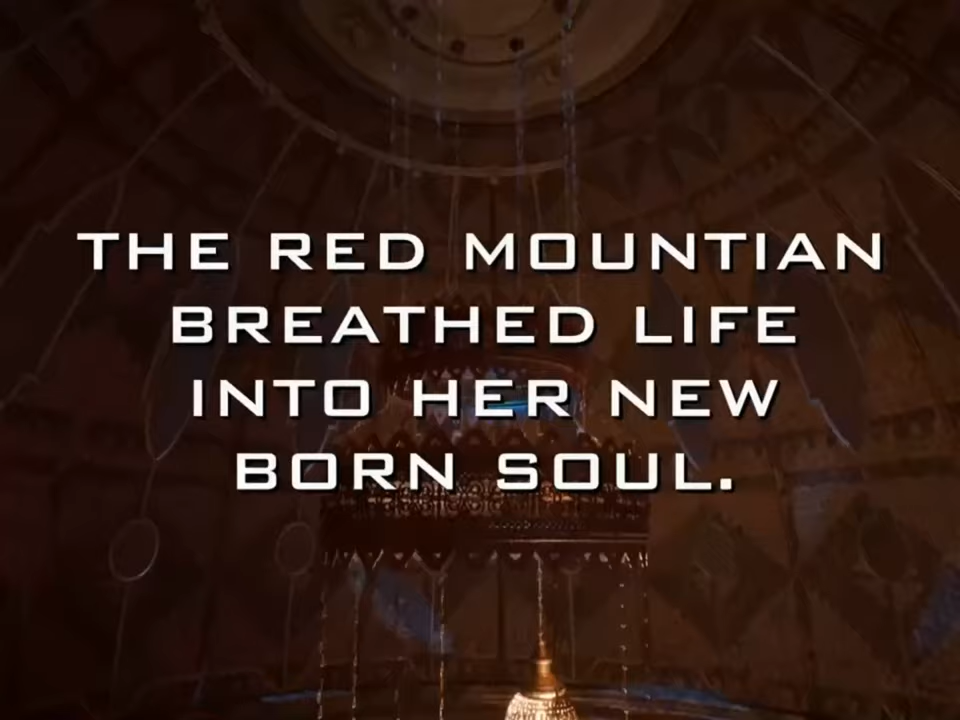 THE RED MOUNTIAN
BREATHED LIFE
INTO HER NEW
BORN SOUL.